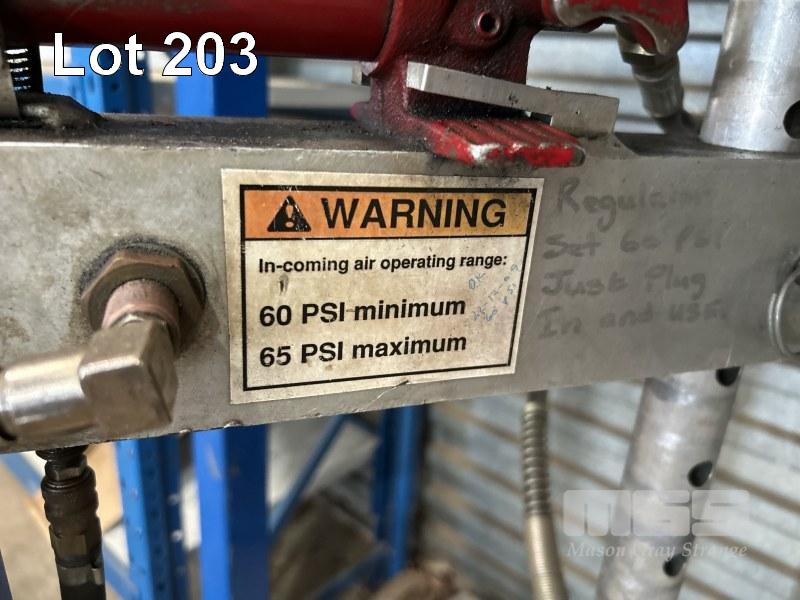 Lot 203
WARNING
In-coming air operating range:
60 PSI minimum
65 PSI maximum
Regulator
Set 60 PSI
Just Plug
In and use
MGS
Mason Gray Strange